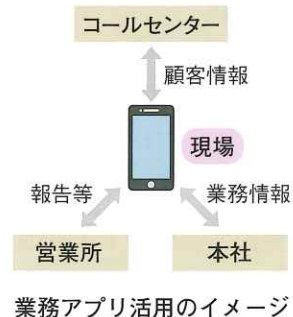 コールセンター
顧客情報
現場
報告等
業務情報
営業所
本社
業務アプリ活用のイメージ